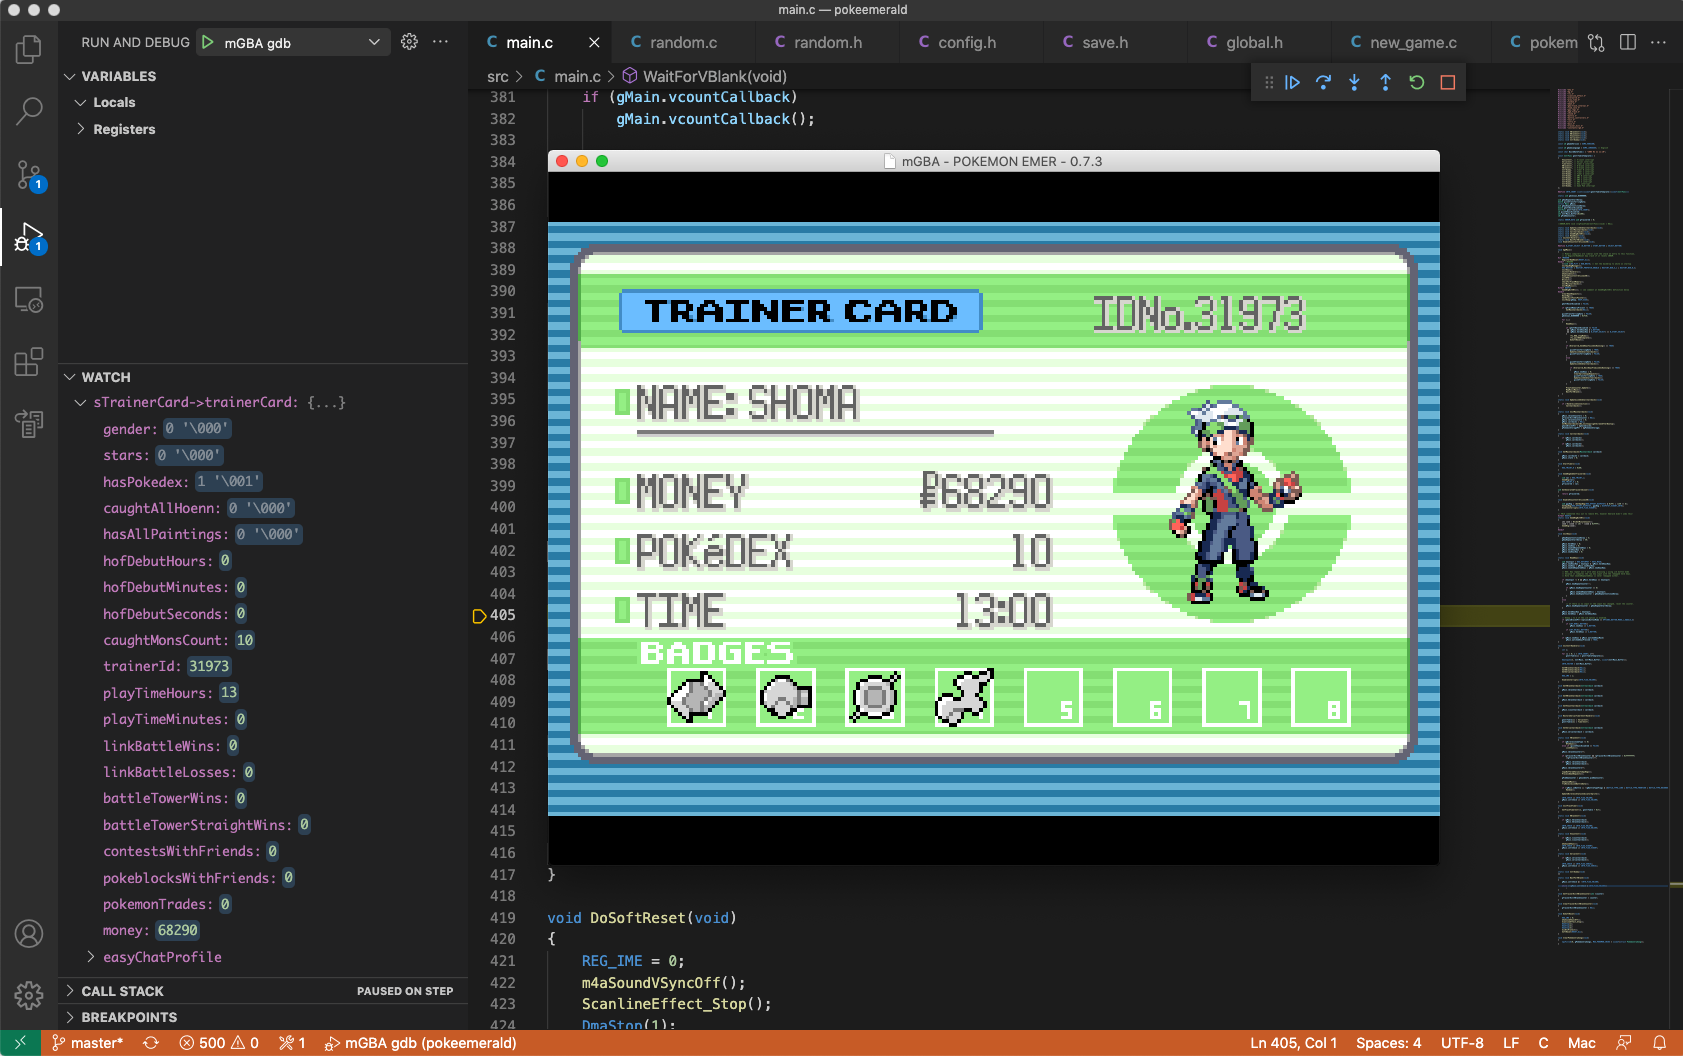 main.c — pokeemerald
RUN AND DEBUG mGBA gdb
VARIABLES
Locals
Registers
1
1
WATCH
sTrainerCard->trainerCard: {...}
gender: 0 '\000'
stars: 0 '\000'
hasPokedex: 1 '\001'
caughtAllHoenn: 0 '\000'
hasAllPaintings: 0 '\000'
hofDebutHours: 0
hofDebutMinutes: 0
hofDebutSeconds: 0
caughtMonsCount: 10
trainerId: 31973
playTimeHours: 13
playTimeMinutes: 0
linkBattleWins: 0
linkBattleLosses: 0
battleTowerWins: 0
battleTowerStraightWins: 0
contestsWithFriends: 0
pokeblocksWithFriends: 0
pokemonTrades: 0
money: 68290
easyChatProfile
CALL STACK PAUSED ON STEP
BREAKPOINTS
C main.c C random.c C random.h C config.h C save.h C global.h C new_game.c C pokem
src > C main.c > WaitForVBlank(void)
381 if (gMain.vcountCallback)
382 gMain.vcountCallback();
383
384
385
386
387
388
389
390
391
392
393
394
395
396
397
398
399
400
401
402
403
404
405
406
407
408
409
410
411
412
413
414
415
416
417 }
418
419 void DoSoftReset(void)
420 {
421 REG_IME = 0;
422 m4aSoundVSyncOff();
423 ScanlineEffect_Stop();
424 DmaStop(1);
mGBA - POKEMON EMER - 0.7.3
TRAINER CARD IDNo.31973
NAME: SHOMA
MONEY ₽68290
POKéDEX 10
TIME 13:00
BADGES
5 6 7 8
master* 500 0 1 mGBA gdb (pokeemerald) Ln 405, Col 1 Spaces: 4 UTF-8 LF C Mac